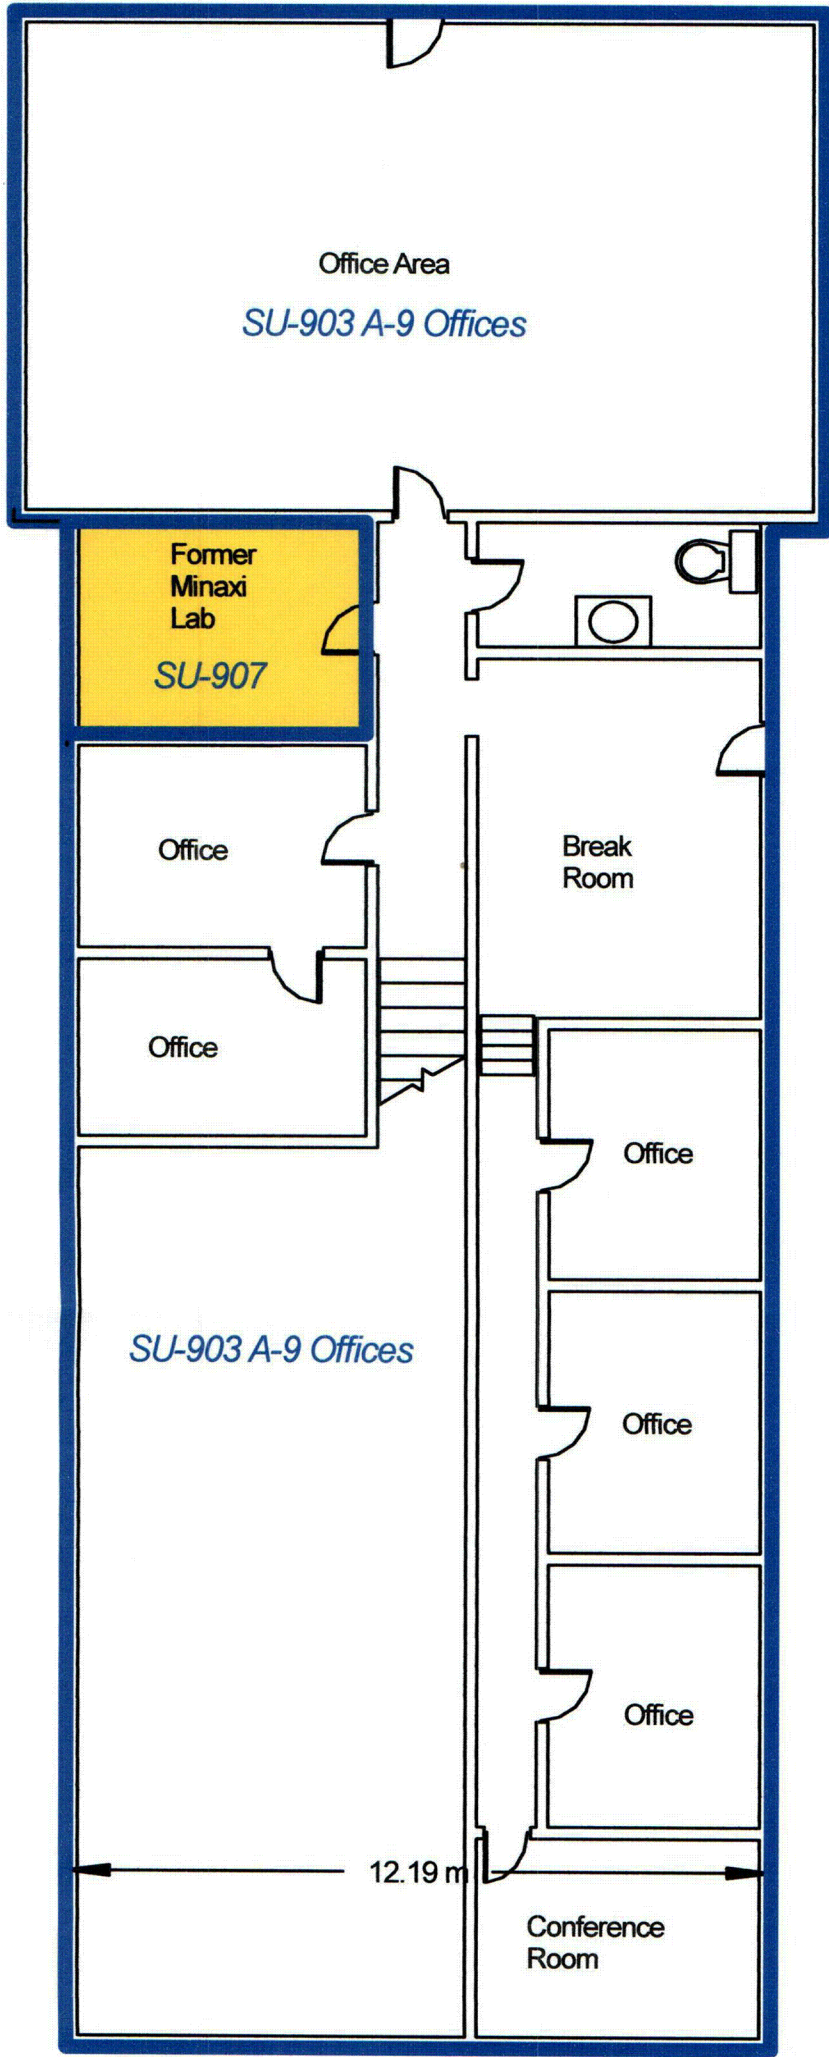 Office Area
SU-903 A-9 Offices
Former
Minaxi
Lab
SU-907
Office
Break
Room
Office
Office
SU-903 A-9 Offices
Office
Office
12.19 m
Conference
Room